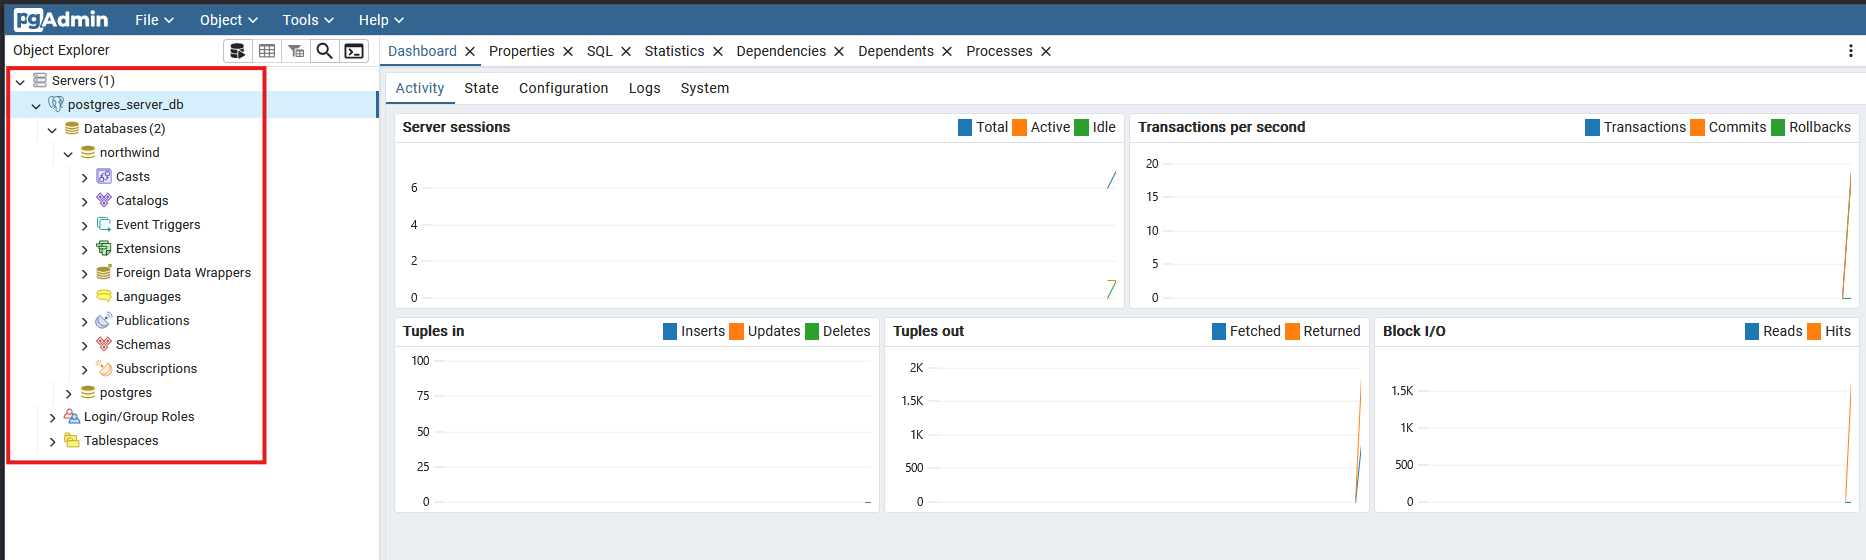 pgAdmin File Object Tools Help
Object Explorer
Dashboard Properties SQL Statistics Dependencies Dependents Processes
Servers (1)
postgres_server_db
Databases (2)
northwind
Casts
Catalogs
Event Triggers
Extensions
Foreign Data Wrappers
Languages
Publications
Schemas
Subscriptions
postgres
Login/Group Roles
Tablespaces
Activity State Configuration Logs System
Server sessions Total Active Idle
6
4
2
0
Transactions per second Transactions Commits Rollbacks
20
15
10
5
0
Tuples in Inserts Updates Deletes
100
75
50
25
0
Tuples out Fetched Returned
2K
1.5K
1K
500
0
Block I/O Reads Hits
1.5K
1K
500
0